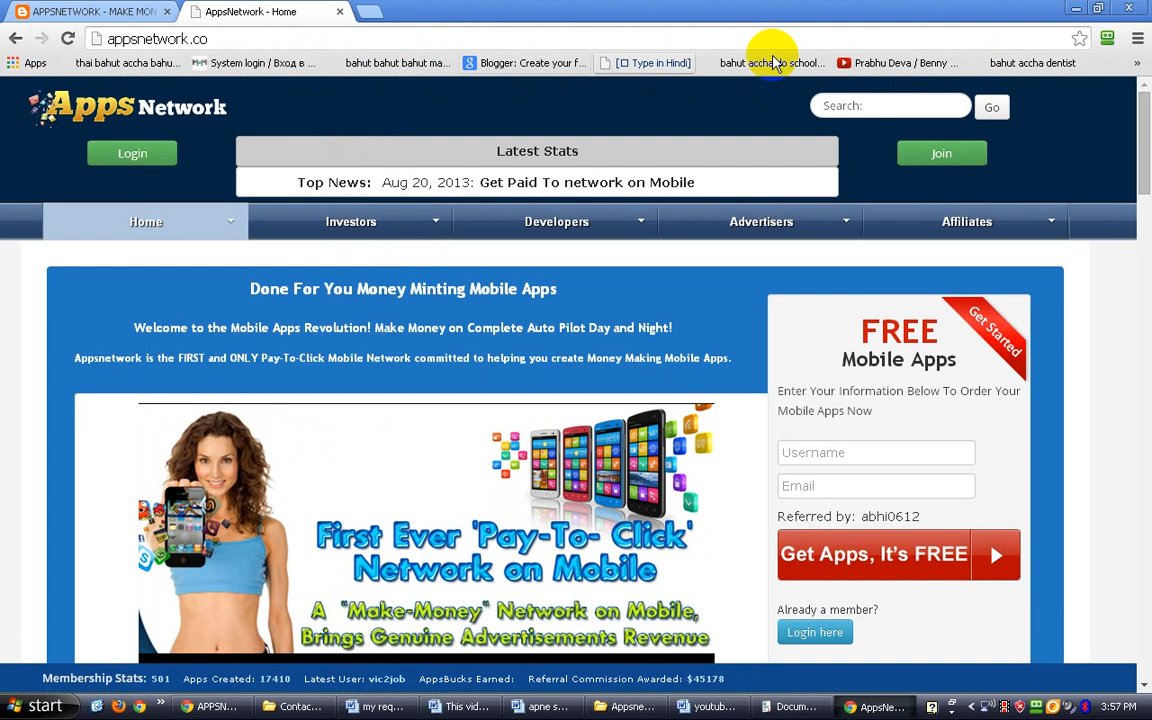 APPSNETWORK - MAKE MON
AppsNetwork - Home
appsnetwork.co
Apps
thai bahut accha bahu...
System login / Вход в ...
bahut bahut bahut ma...
Blogger: Create your f...
[□ Type in Hindi]
bahut accha to school...
Prabhu Deva / Benny ...
bahut accha dentist
»
Apps Network
Search:
Go
Login
Latest Stats
Join
Top News: Aug 20, 2013: Get Paid To network on Mobile
Home
Investors
Developers
Advertisers
Affiliates
Done For You Money Minting Mobile Apps
Welcome to the Mobile Apps Revolution! Make Money on Complete Auto Pilot Day and Night!
Appsnetwork is the FIRST and ONLY Pay-To-Click Mobile Network committed to helping you create Money Making Mobile Apps.
First Ever 'Pay-To- Click'
Network on Mobile
A "Make-Money" Network on Mobile,
Brings Genuine Advertisements Revenue
Get Started
FREE
Mobile Apps
Enter Your Information Below To Order Your
Mobile Apps Now
Username
Email
Referred by: abhi0612
Get Apps, It's FREE
Already a member?
Login here
Membership Stats: 501
Apps Created: 17410
Latest User: vic2job
AppsBucks Earned:
Referral Commission Awarded: $45178
start
»
APPSN...
Contac...
my req...
This vid...
apne s...
Appsne...
youtub...
Docum...
AppsNe...
3:57 PM